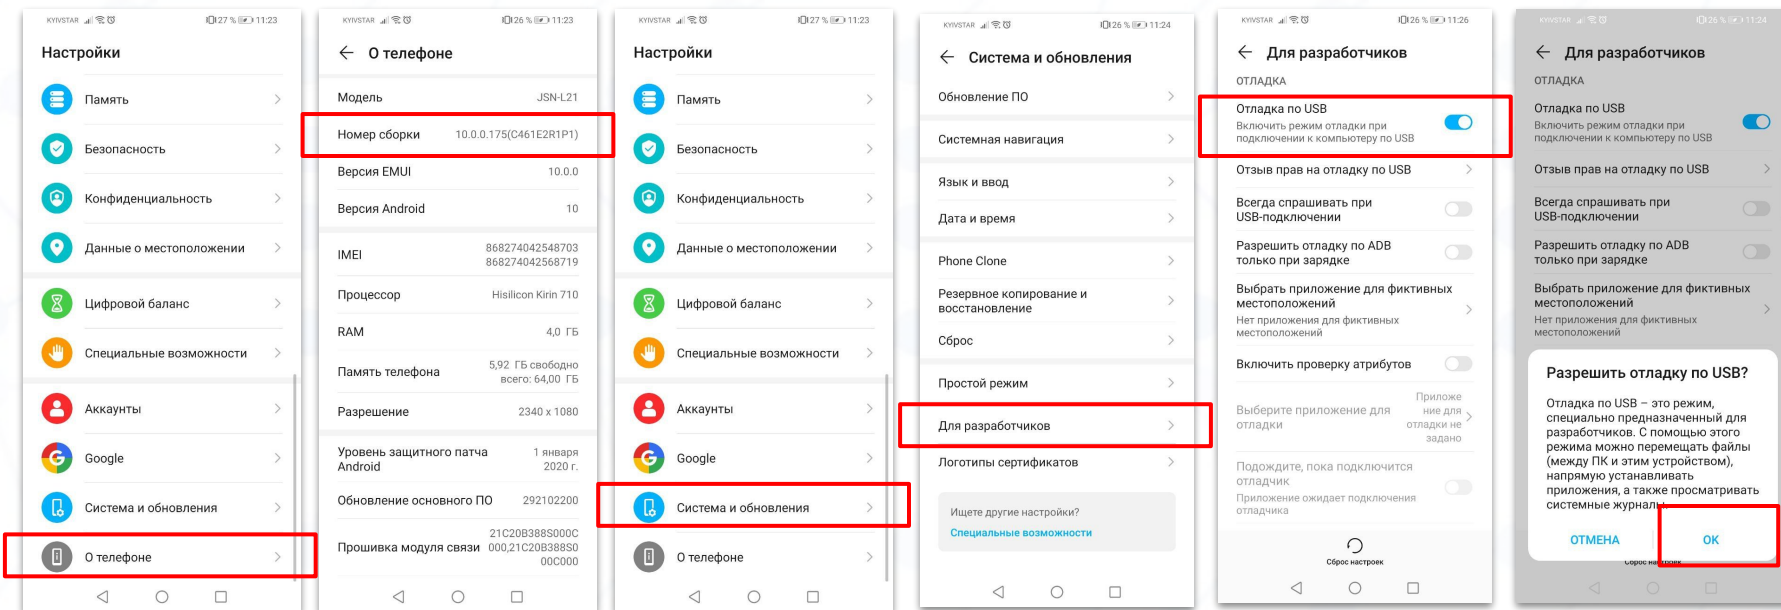 KYIVSTAR 27 % 11:23
Настройки
Память
Безопасность
Конфиденциальность
Данные о местоположении
Цифровой баланс
Специальные возможности
Аккаунты
Google
Система и обновления
О телефоне
KYIVSTAR 26 % 11:23
О телефоне
Модель JSN-L21
Номер сборки 10.0.0.175(C461E2R1P1)
Версия EMUI 10.0.0
Версия Android 10
IMEI 868274042548703
868274042568719
Процессор Hisilicon Kirin 710
RAM 4,0 ГБ
Память телефона 5,92 ГБ свободно
всего: 64,00 ГБ
Разрешение 2340 x 1080
Уровень защитного патча 1 января
Android 2020 г.
Обновление основного ПО 292102200
21C20B388S000C
Прошивка модуля связи 000,21C20B388S0
00C000
KYIVSTAR 27 % 11:23
Настройки
Память
Безопасность
Конфиденциальность
Данные о местоположении
Цифровой баланс
Специальные возможности
Аккаунты
Google
Система и обновления
О телефоне
KYIVSTAR 26 % 11:24
Система и обновления
Обновление ПО
Системная навигация
Язык и ввод
Дата и время
Phone Clone
Резервное копирование и
восстановление
Сброс
Простой режим
Для разработчиков
Логотипы сертификатов
Ищете другие настройки?
Специальные возможности
KYIVSTAR 26 % 11:26
Для разработчиков
ОТЛАДКА
Отладка по USB
Включить режим отладки при
подключении к компьютеру по USB
Отзыв прав на отладку по USB
Всегда спрашивать при
USB-подключении
Разрешить отладку по ADB
только при зарядке
Выбрать приложение для фиктивных
местоположений
Нет приложения для фиктивных
местоположений
Включить проверку атрибутов
Выберите приложение для
отладки
Приложе
ние для
отладки не
задано
Подождите, пока подключится
отладчик
Приложение ожидает подключения
отладчика
Сброс настроек
KYIVSTAR 26 % 11:24
Для разработчиков
ОТЛАДКА
Отладка по USB
Включить режим отладки при
подключении к компьютеру по USB
Отзыв прав на отладку по USB
Всегда спрашивать при
USB-подключении
Разрешить отладку по ADB
только при зарядке
Выбрать приложение для фиктивных
местоположений
Нет приложения для фиктивных
местоположений
Разрешить отладку по USB?
Отладка по USB – это режим,
специально предназначенный для
разработчиков. С помощью этого
режима можно перемещать файлы
(между ПК и этим устройством),
напрямую устанавливать
приложения, а также просматривать
системные журналы.
ОТМЕНА ОК
Сброс настроек